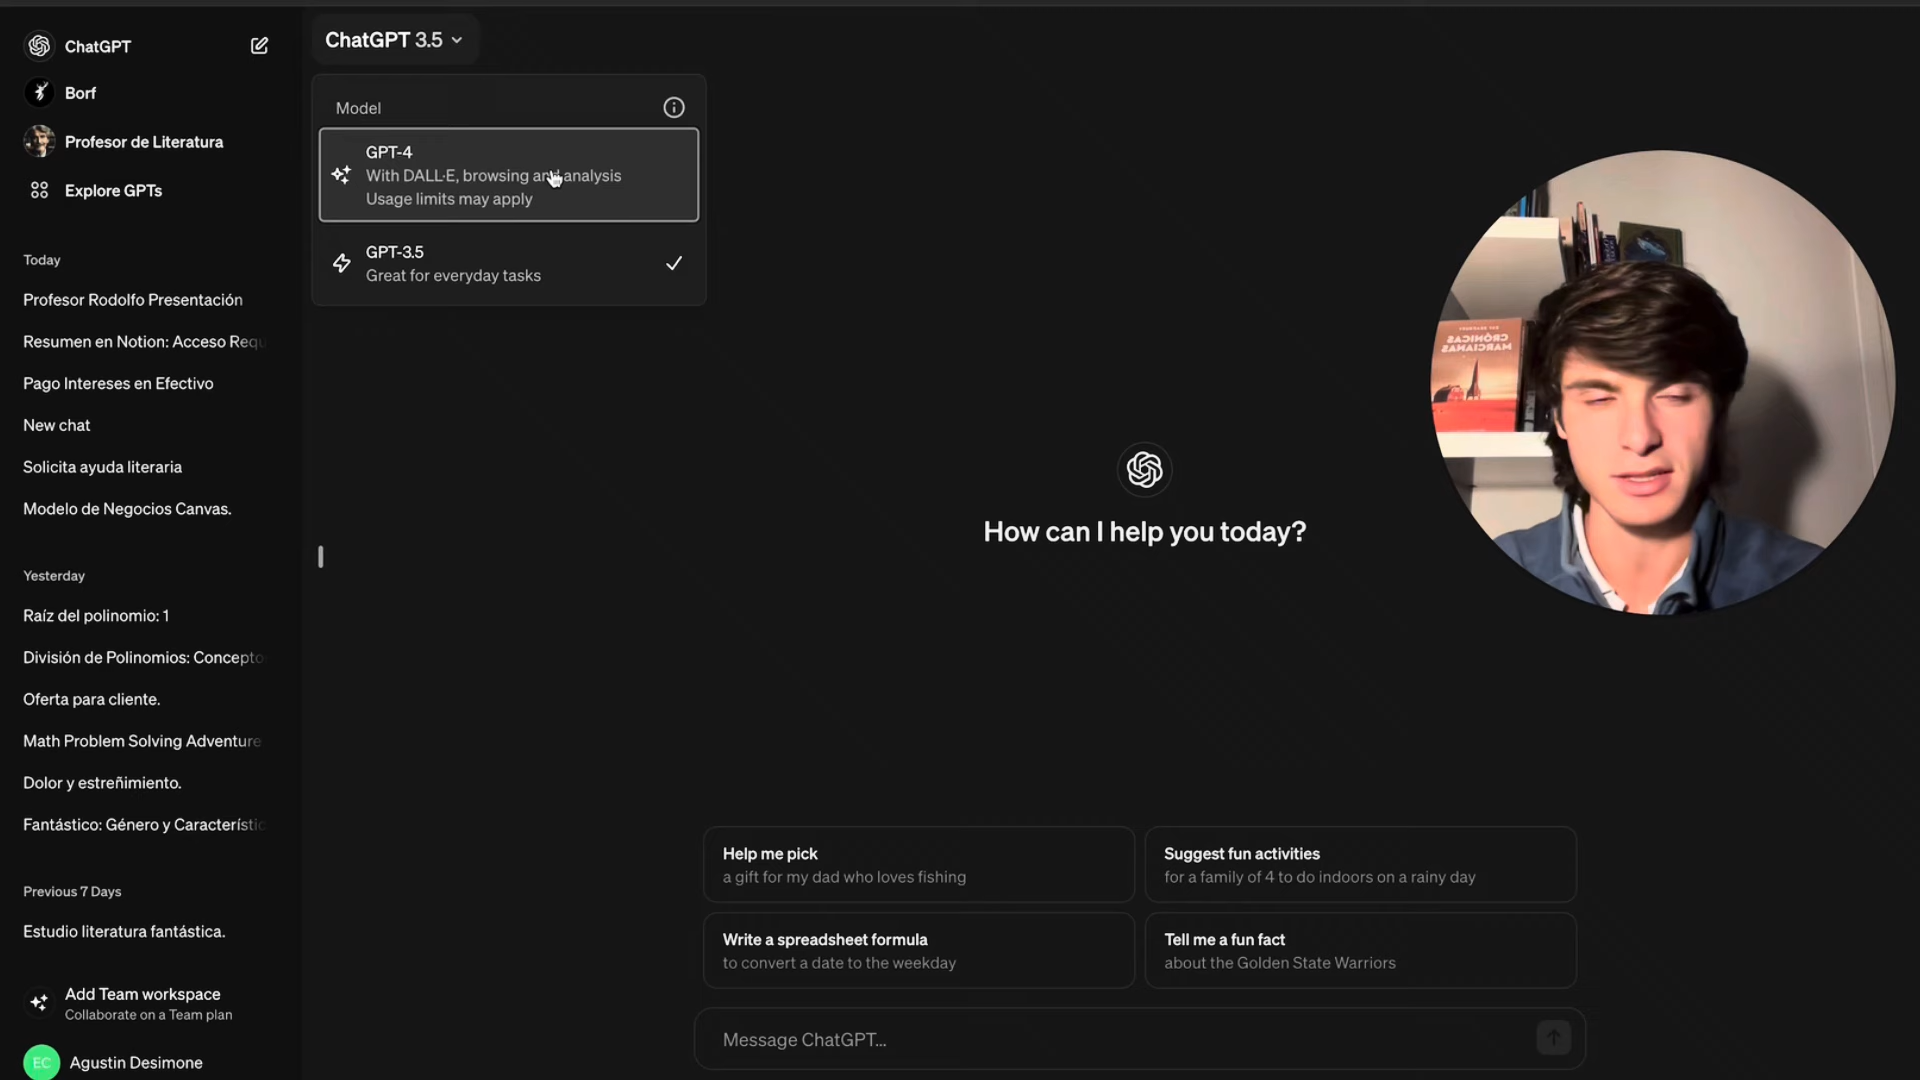 ChatGPT
Borf
Profesor de Literatura
Explore GPTs
Today
Profesor Rodolfo Presentación
Resumen en Notion: Acceso Requ
Pago Intereses en Efectivo
New chat
Solicita ayuda literaria
Modelo de Negocios Canvas.
Yesterday
Raíz del polinomio: 1
División de Polinomios: Concepto
Oferta para cliente.
Math Problem Solving Adventure
Dolor y estreñimiento.
Fantástico: Género y Característic
Previous 7 Days
Estudio literatura fantástica.
Add Team workspace
Collaborate on a Team plan
EC
Agustin Desimone
ChatGPT 3.5
Model
GPT-4
With DALL·E, browsing and analysis
Usage limits may apply
GPT-3.5
Great for everyday tasks
CRÓNICAS
MARCIANAS
How can I help you today?
Help me pick
a gift for my dad who loves fishing
Suggest fun activities
for a family of 4 to do indoors on a rainy day
Write a spreadsheet formula
to convert a date to the weekday
Tell me a fun fact
about the Golden State Warriors
Message ChatGPT...